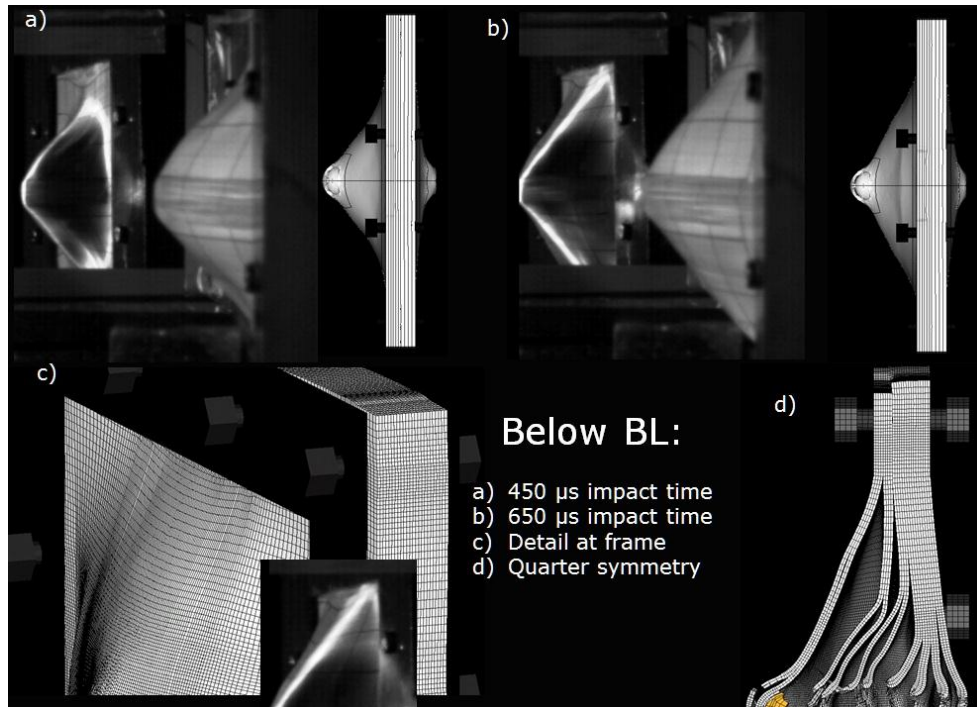 a)
b)
c)
d)
Below BL:
a) 450 µs impact time
b) 650 µs impact time
c) Detail at frame
d) Quarter symmetry